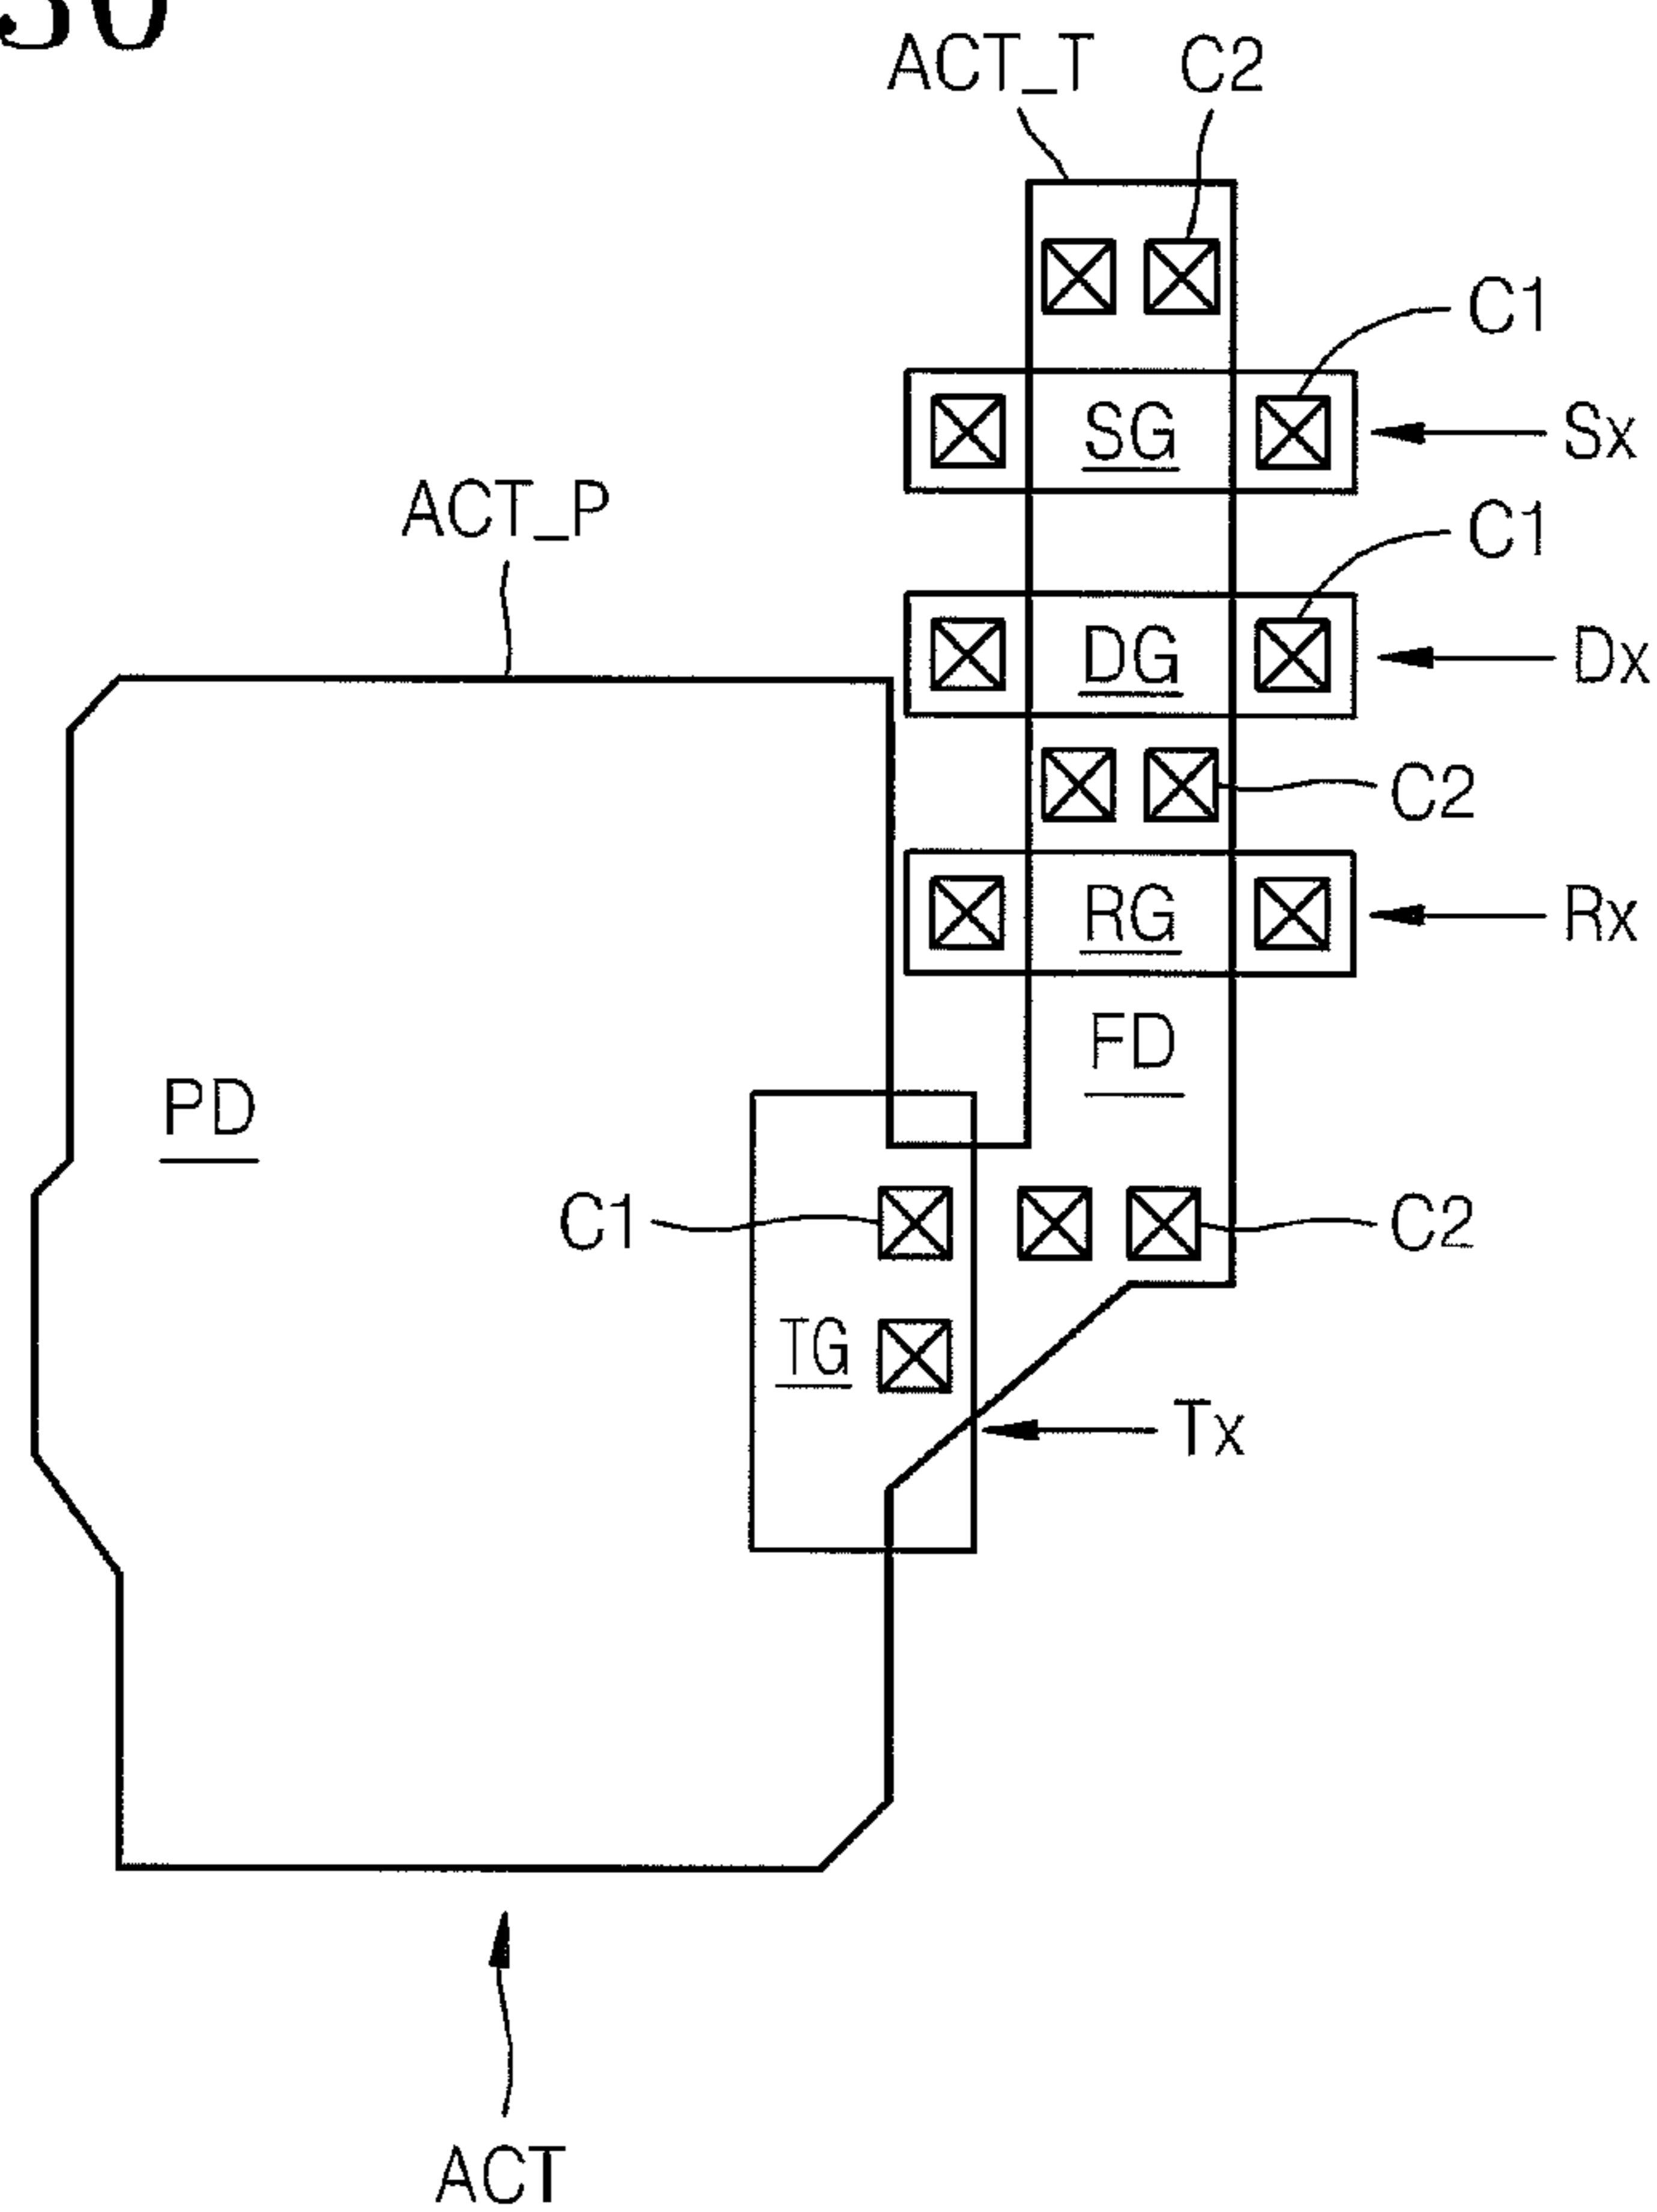 ACT_T C2
C1
SG Sx
ACT_P C1
DG Dx
C2
RG Rx
FD
PD
C1 C2
TG
Tx
ACT